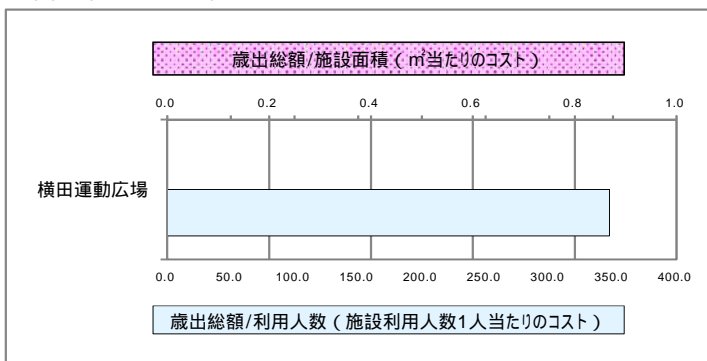 歳出総額/施設面積（㎡当たりのコスト）
0.0 0.2 0.4 0.6 0.8 1.0
横田運動広場
0.0 50.0 100.0 150.0 200.0 250.0 300.0 350.0 400.0
歳出総額/利用人数（施設利用人数1人当たりのコスト）